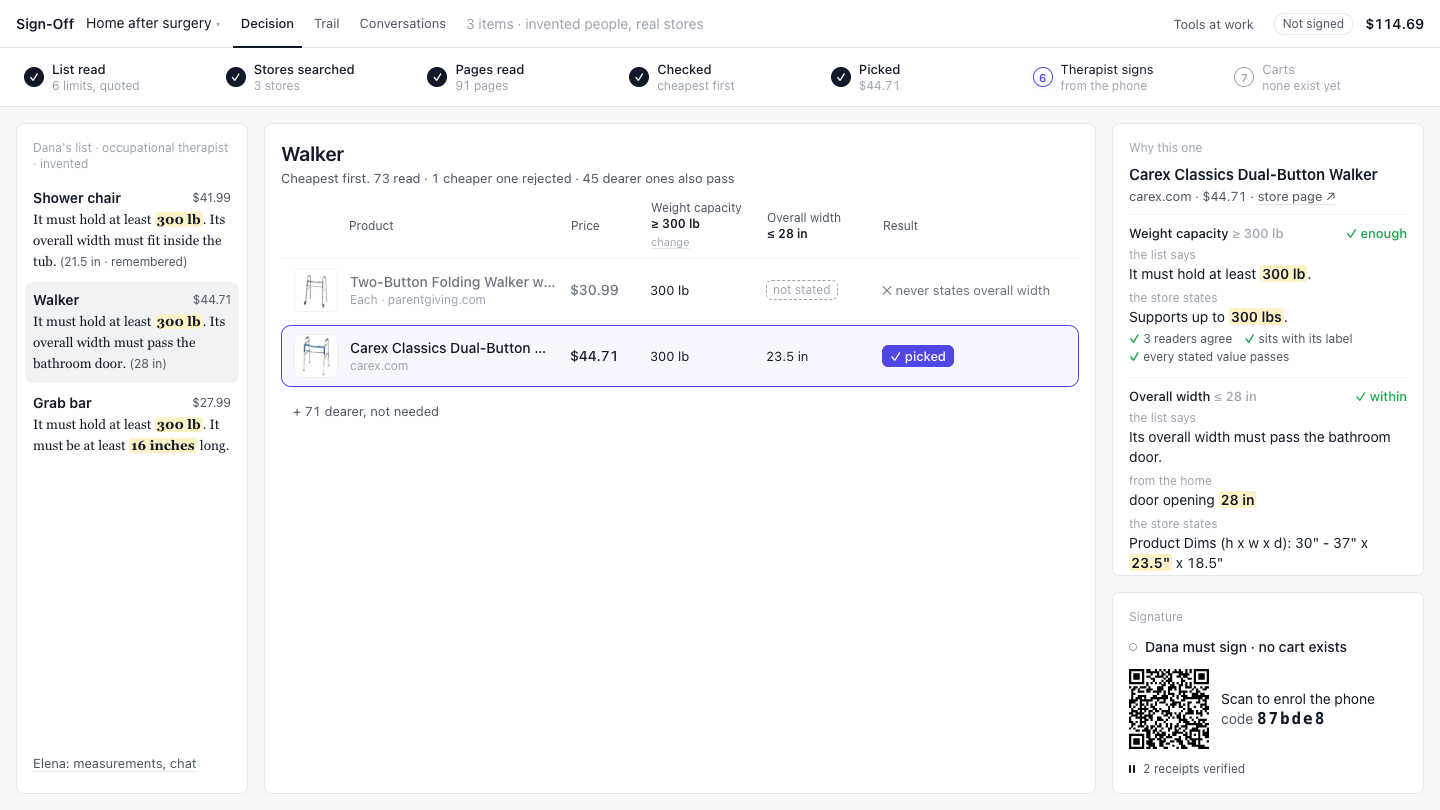 Sign-Off Home after surgery Decision Trail Conversations 3 items · invented people, real stores Tools at work Not signed $114.69
List read
6 limits, quoted
Stores searched
3 stores
Pages read
91 pages
Checked
cheapest first
Picked
$44.71
6 Therapist signs
from the phone
7 Carts
none exist yet
Dana's list · occupational therapist
· invented
Shower chair $41.99
It must hold at least 300 lb. Its
overall width must fit inside the
tub. (21.5 in · remembered)
Walker $44.71
It must hold at least 300 lb. Its
overall width must pass the
bathroom door. (28 in)
Grab bar $27.99
It must hold at least 300 lb. It
must be at least 16 inches long.
Elena: measurements, chat
Walker
Cheapest first. 73 read · 1 cheaper one rejected · 45 dearer ones also pass
Product
Price
Weight capacity
≥ 300 lb
change
Overall width
≤ 28 in
Result
Two-Button Folding Walker w...
Each · parentgiving.com
$30.99
300 lb
not stated
never states overall width
Carex Classics Dual-Button ...
carex.com
$44.71
300 lb
23.5 in
✓ picked
+ 71 dearer, not needed
Why this one
Carex Classics Dual-Button Walker
carex.com · $44.71 · store page ↗
Weight capacity ≥ 300 lb ✓ enough
the list says
It must hold at least 300 lb.
the store states
Supports up to 300 lbs.
✓ 3 readers agree ✓ sits with its label
✓ every stated value passes
Overall width ≤ 28 in ✓ within
the list says
Its overall width must pass the bathroom
door.
from the home
door opening 28 in
the store states
Product Dims (h x w x d): 30" - 37" x
23.5" x 18.5"
Signature
Dana must sign · no cart exists
Scan to enrol the phone
code 87bde8
2 receipts verified